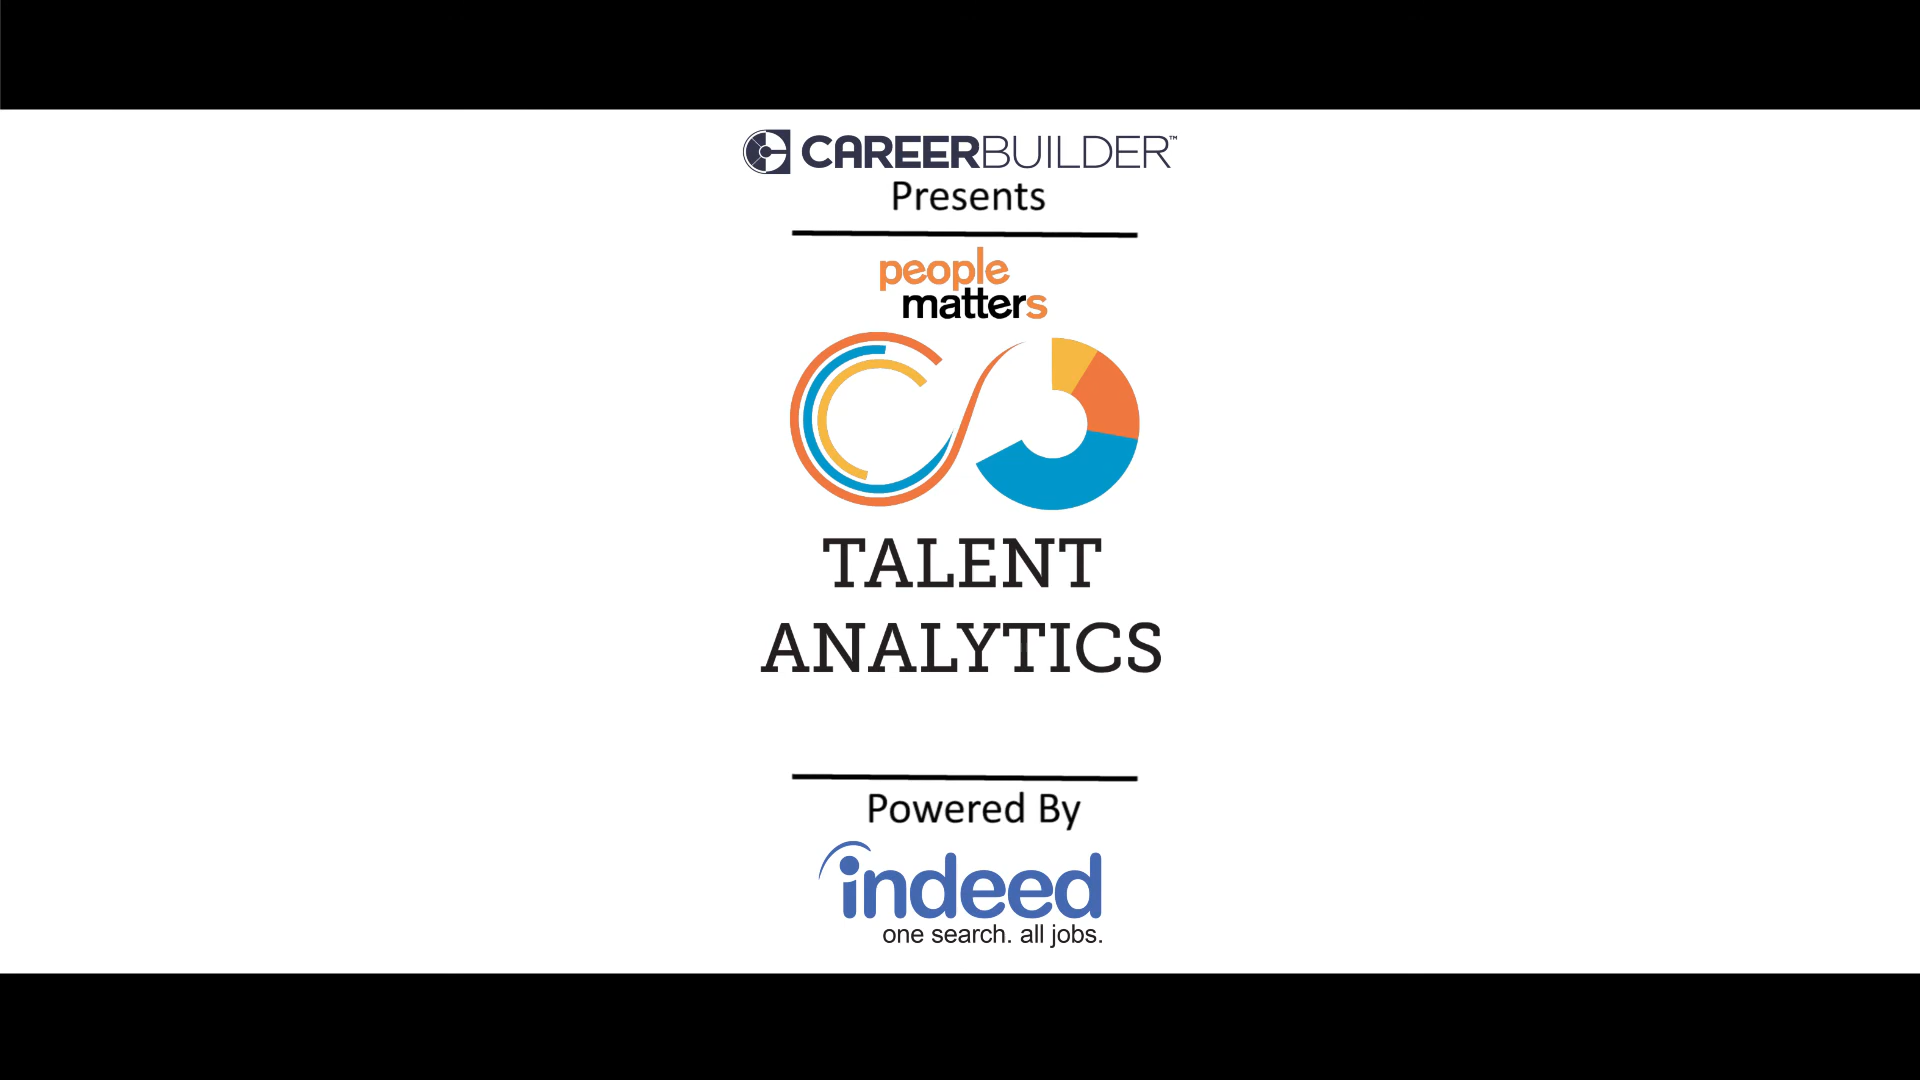 CAREERBUILDER™
Presents
people
matters
TALENT
ANALYTICS
Powered By
indeed
one search. all jobs.